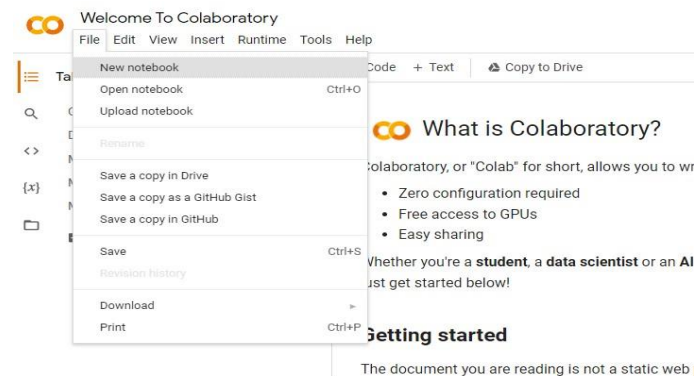 Welcome To Colaboratory
File Edit View Insert Runtime Tools Help
Code + Text Copy to Drive
New notebook
Open notebook Ctrl+O
Upload notebook
Rename
Save a copy in Drive
Save a copy as a GitHub Gist
Save a copy in GitHub
Save Ctrl+S
Revision history
Download
Print Ctrl+P
{x}
What is Colaboratory?
Colaboratory, or "Colab" for short, allows you to wr
• Zero configuration required
• Free access to GPUs
• Easy sharing
Whether you're a student, a data scientist or an AI
ust get started below!
Getting started
The document you are reading is not a static web